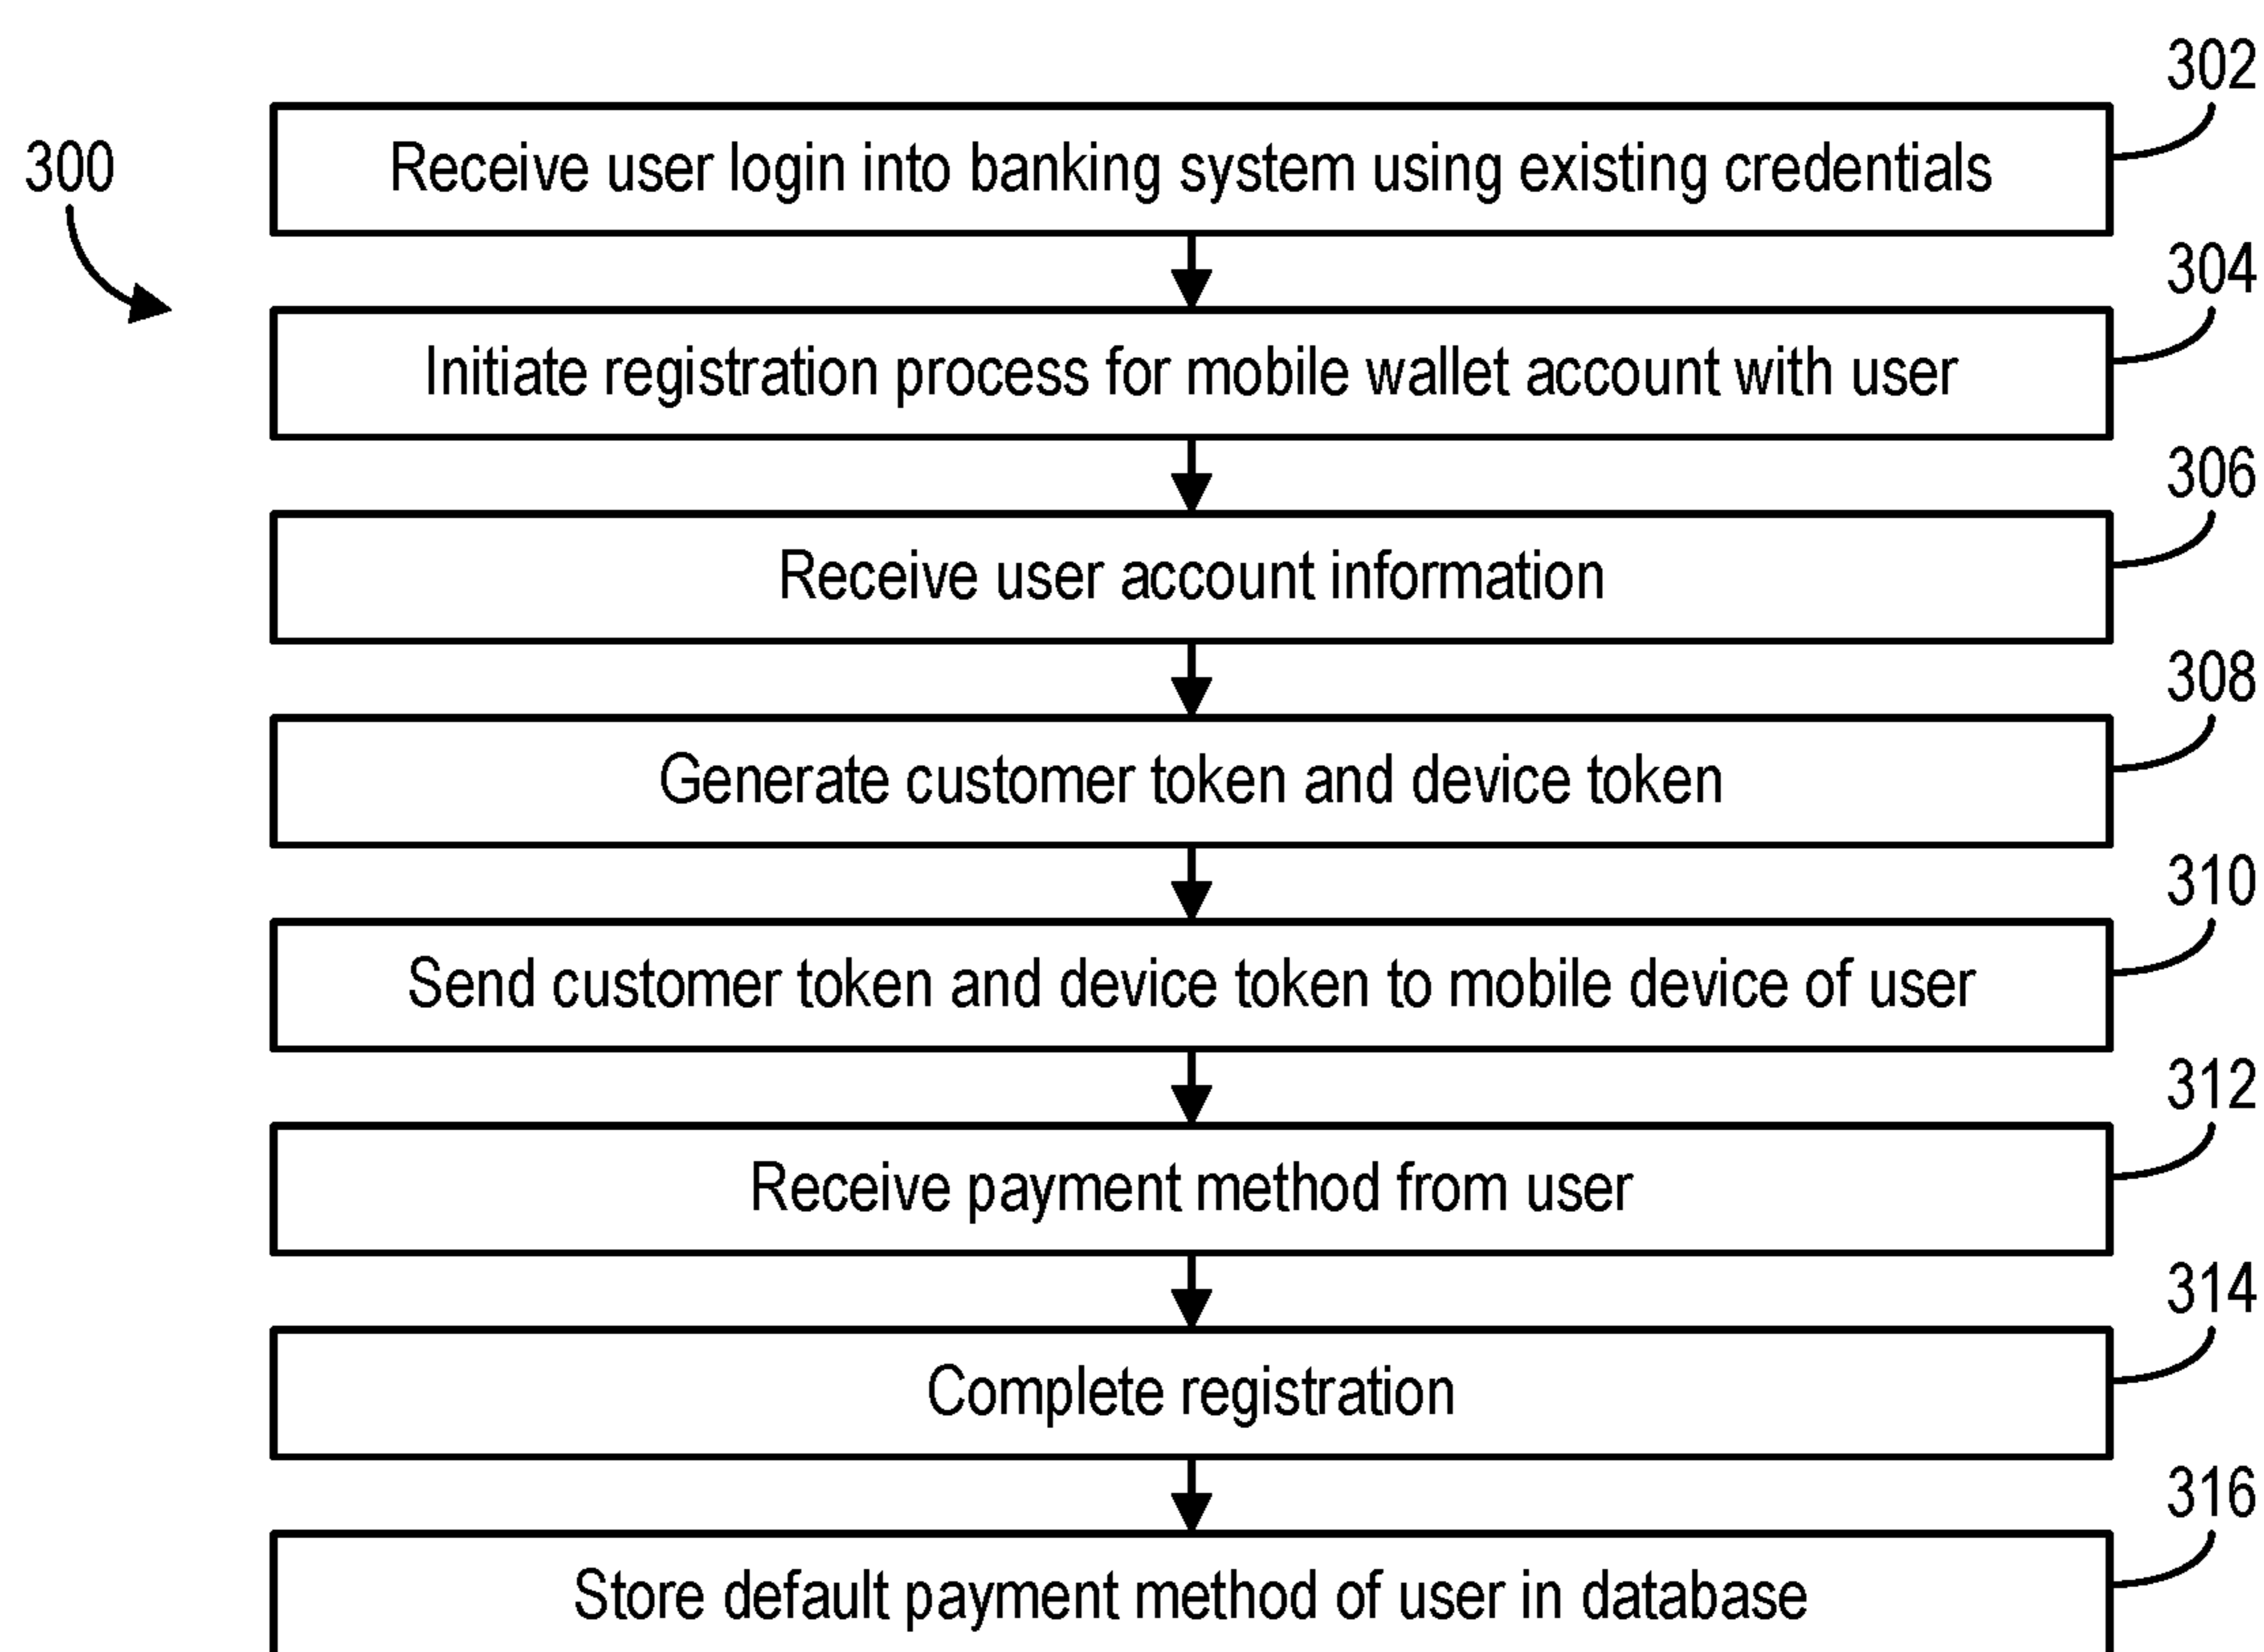 302
Receive user login into banking system using existing credentials
300
304
Initiate registration process for mobile wallet account with user
306
Receive user account information
308
Generate customer token and device token
310
Send customer token and device token to mobile device of user
312
Receive payment method from user
314
Complete registration
316
Store default payment method of user in database